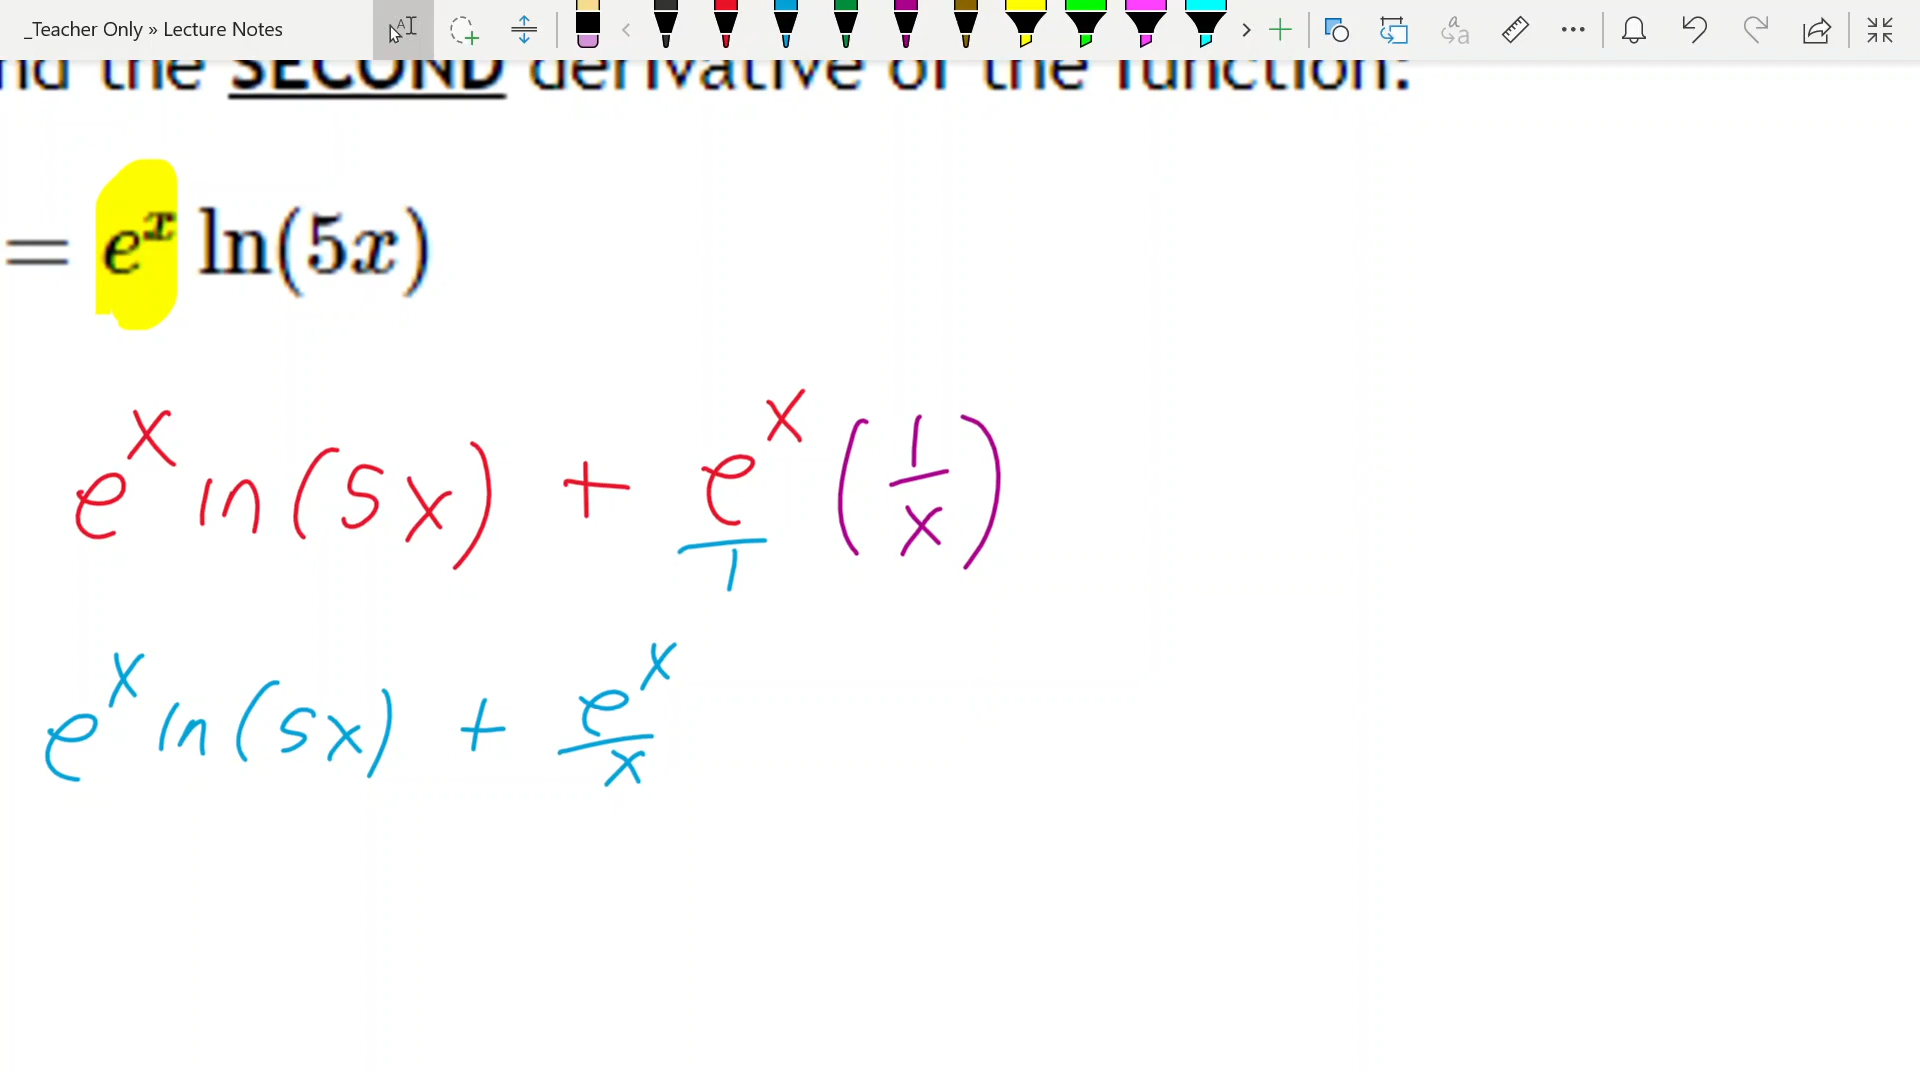 _Teacher Only » Lecture Notes
nd the SECOND derivative of the function:
= e^x ln(5x)
e^x ln(5x) + e^x/1 (1/x)
e^x ln(5x) + e^x/x